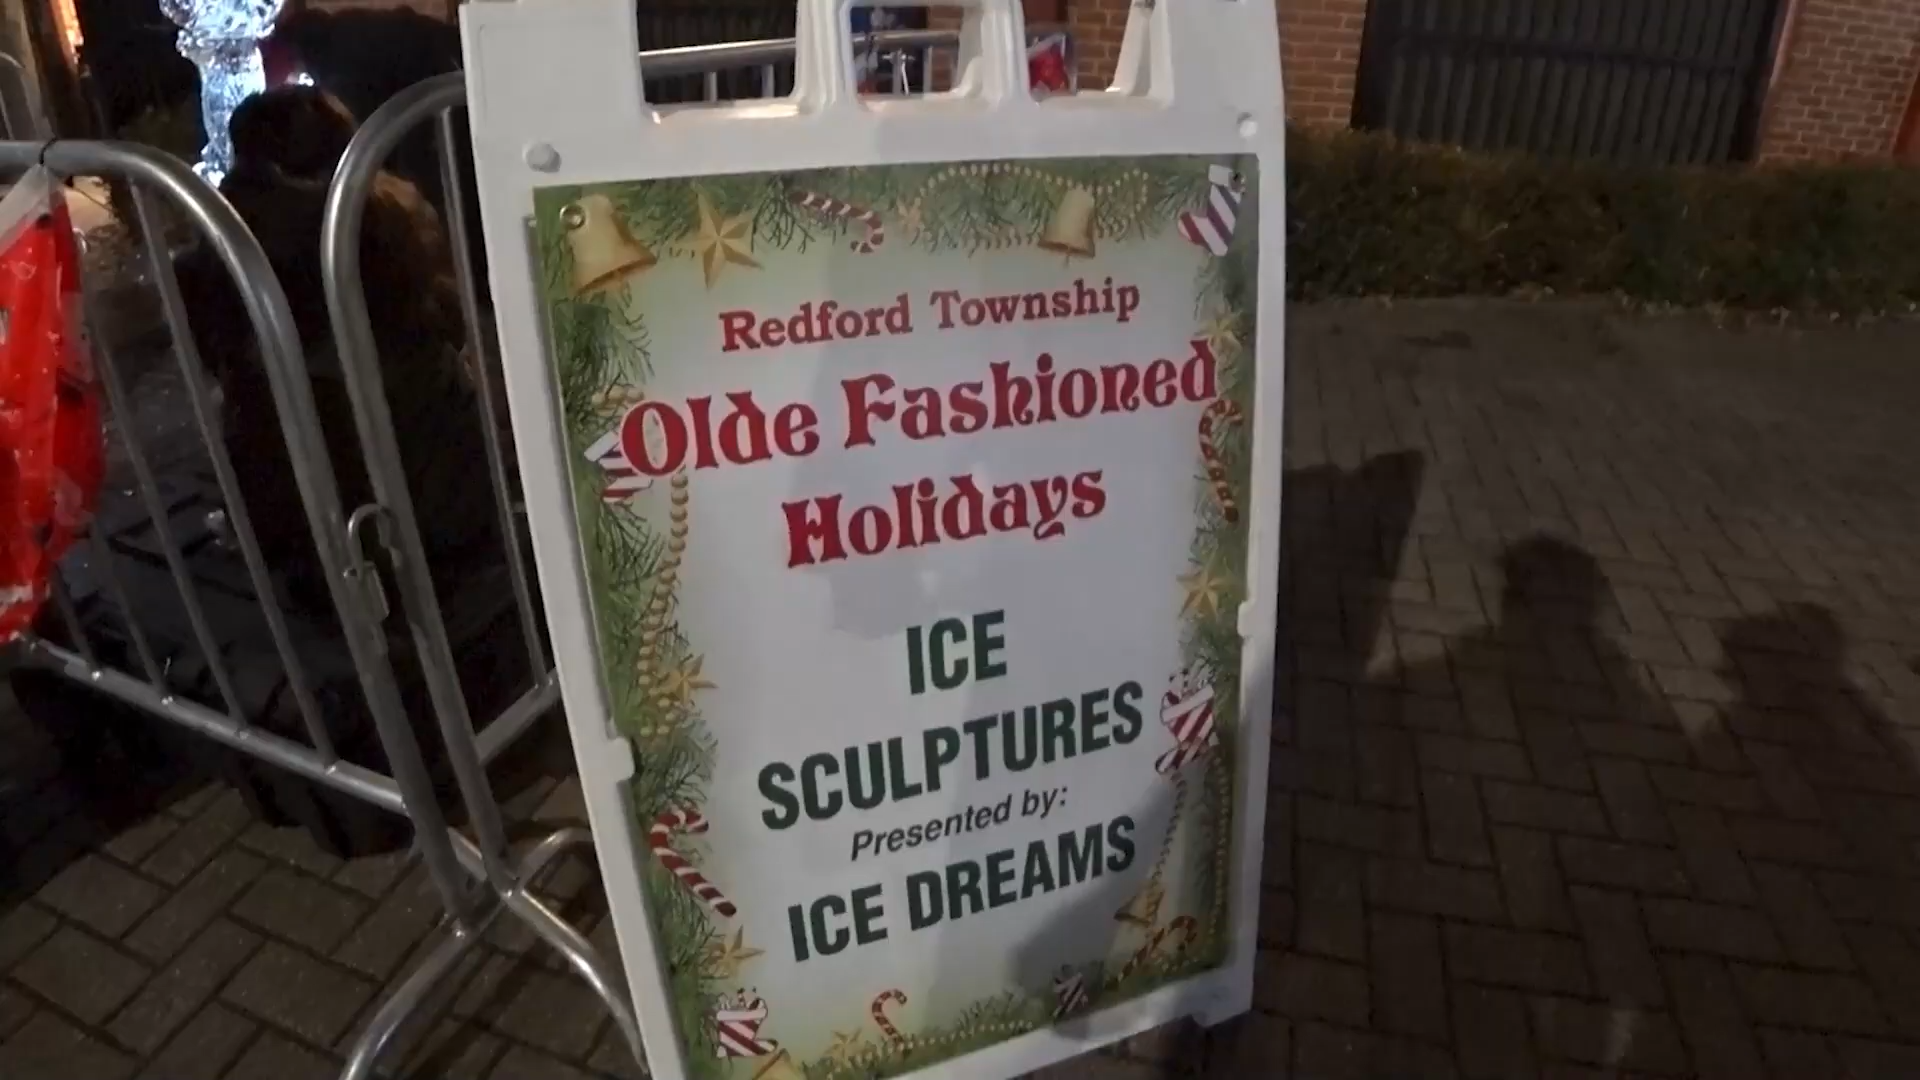 Redford Township
Olde Fashioned
Holidays
ICE
SCULPTURES
Presented by:
ICE DREAMS